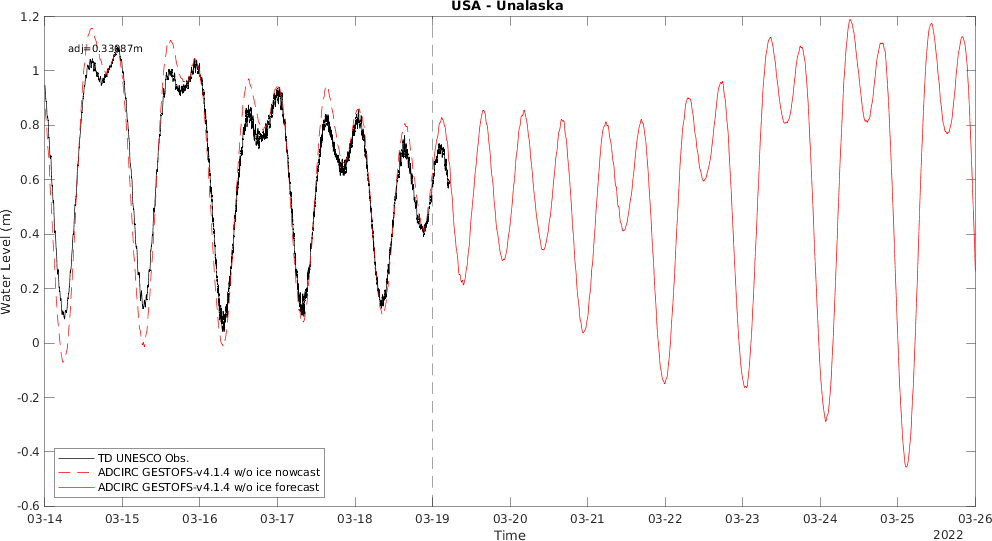 USA - Unalaska
1.2
1
0.8
0.6
0.4
0.2
0
-0.2
-0.4
-0.6
Water Level (m)
TD UNESCO Obs.
ADCIRC GESTOFS-v4.1.4 w/o ice nowcast
ADCIRC GESTOFS-v4.1.4 w/o ice forecast
03-14 03-15 03-16 03-17 03-18 03-19 03-20 03-21 03-22 03-23 03-24 03-25 03-26
Time
2022